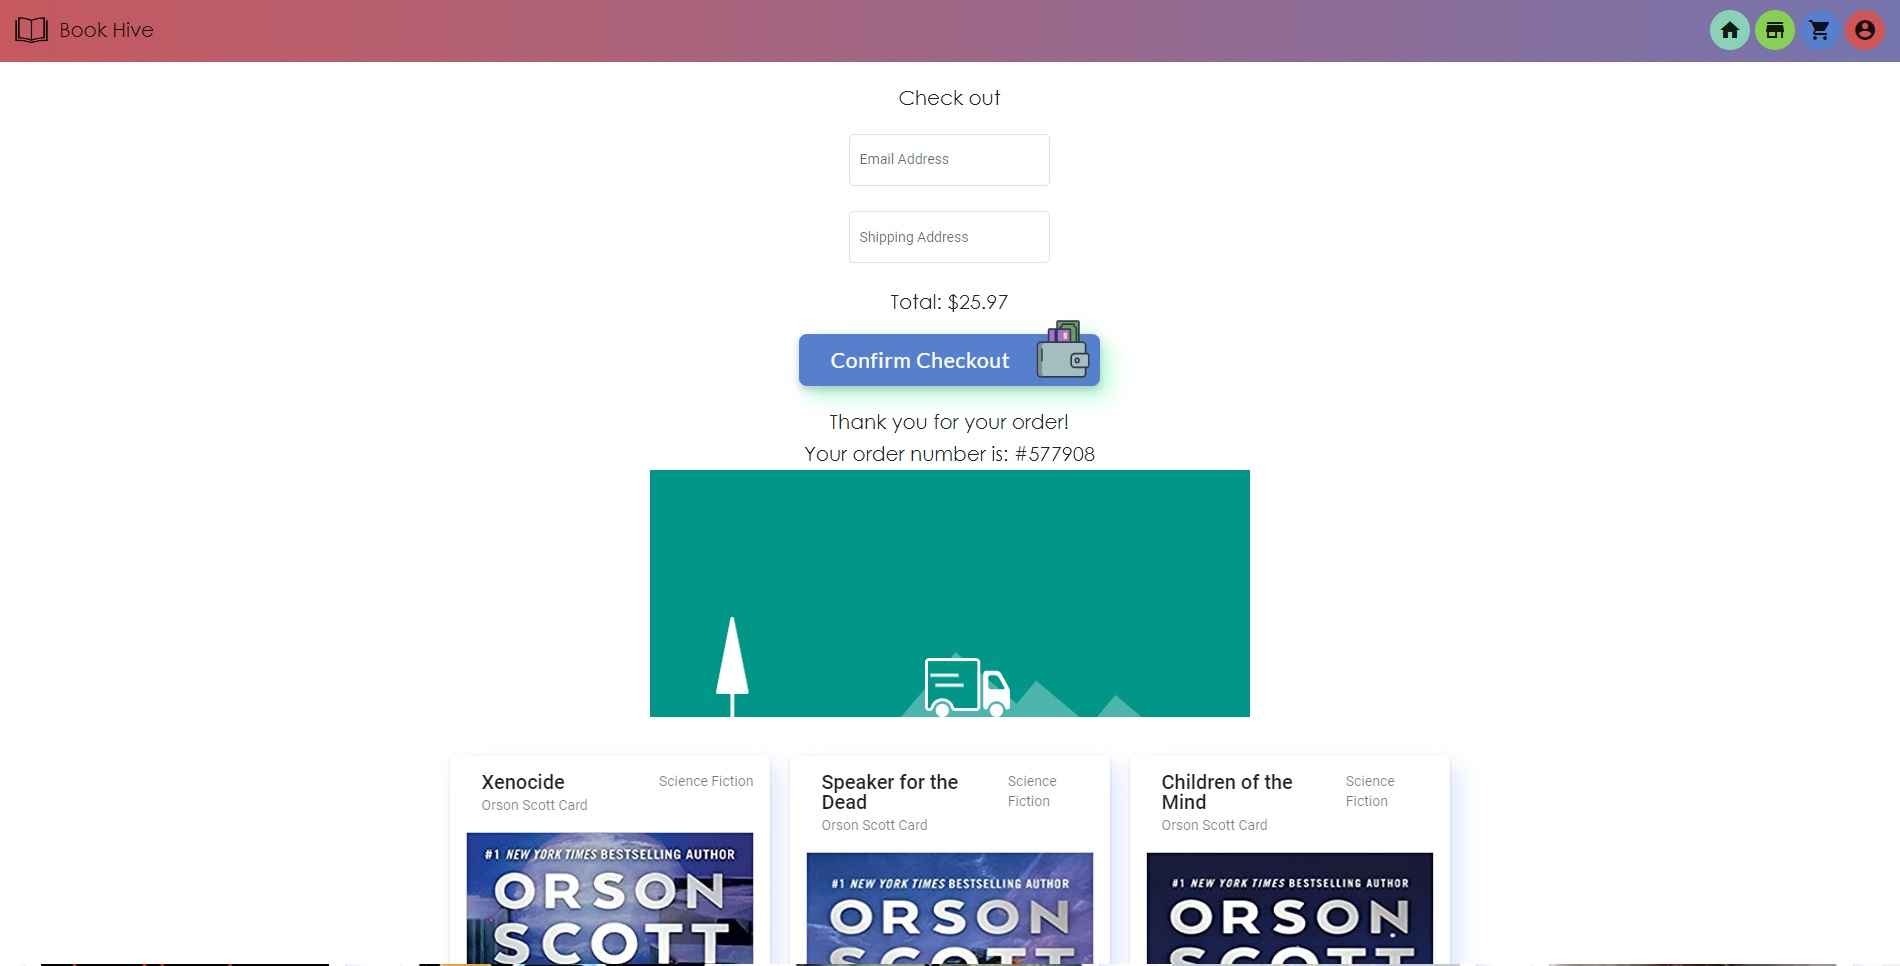 Book Hive
Check out
Email Address
Shipping Address
Total: $25.97
Confirm Checkout
Thank you for your order!
Your order number is: #577908
Xenocide
Science Fiction
Orson Scott Card
#1 NEW YORK TIMES BESTSELLING AUTHOR
ORSON
SCOTT
Speaker for the
Dead
Science
Fiction
Orson Scott Card
#1 NEW YORK TIMES BESTSELLING AUTHOR
ORSON
SCOTT
Children of the
Mind
Science
Fiction
Orson Scott Card
#1 NEW YORK TIMES BESTSELLING AUTHOR
ORSON
SCOTT